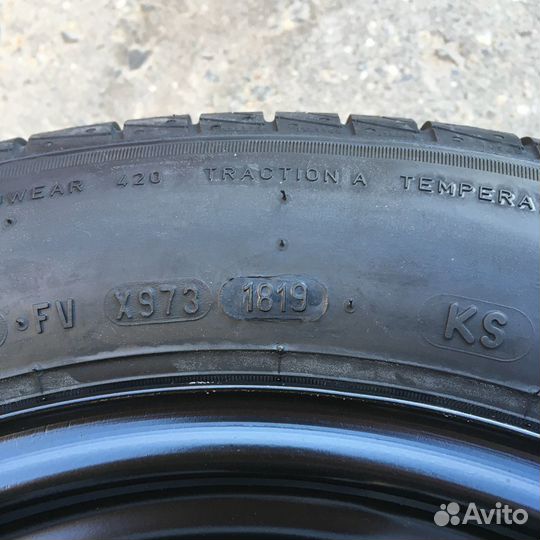 WEAR 420 TRACTION A TEMPERA
FV X973 1819 KS
Avito